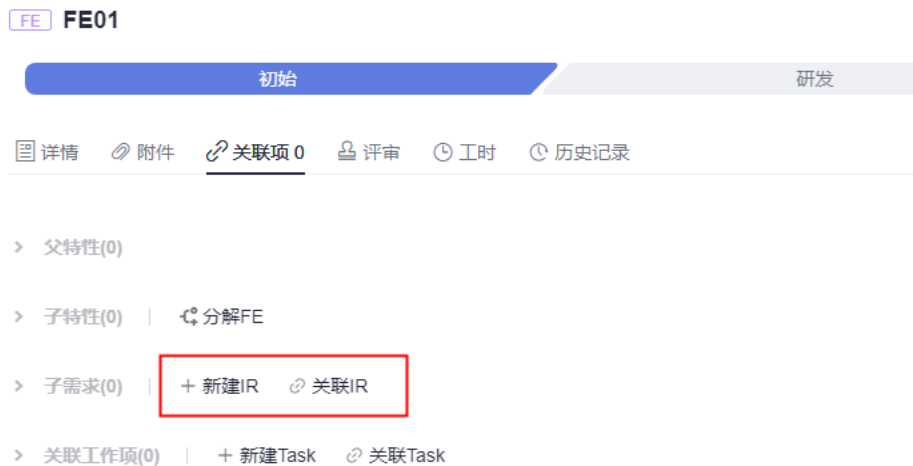 FE FE01
初始 研发
详情 附件 关联项 0 评审 工时 历史记录
父特性(0)
子特性(0) 分解FE
子需求(0) + 新建IR 关联IR
关联工作项(0) + 新建Task 关联Task